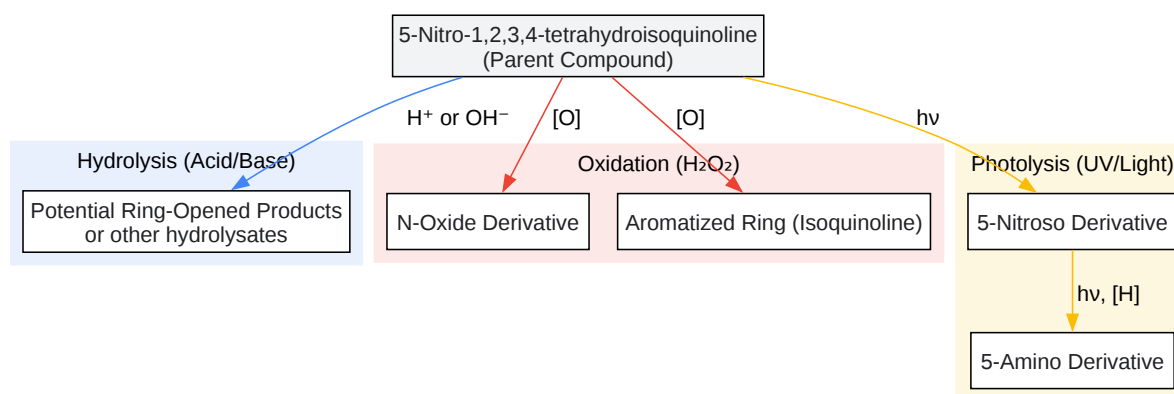 5-Nitro-1,2,3,4-tetrahydroisoquinoline
(Parent Compound)
H⁺ or OH⁻
[O]
[O]
hν
Hydrolysis (Acid/Base)
Oxidation (H₂O₂)
Photolysis (UV/Light)
Potential Ring-Opened Products
or other hydrolysates
N-Oxide Derivative
Aromatized Ring (Isoquinoline)
5-Nitroso Derivative
hν, [H]
5-Amino Derivative